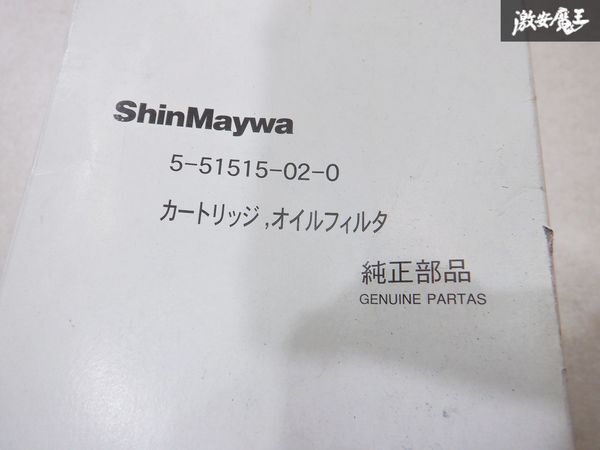 激安魔王
ShinMaywa
5-51515-02-0
カートリッジ,オイルフィルタ
純正部品
GENUINE PARTAS